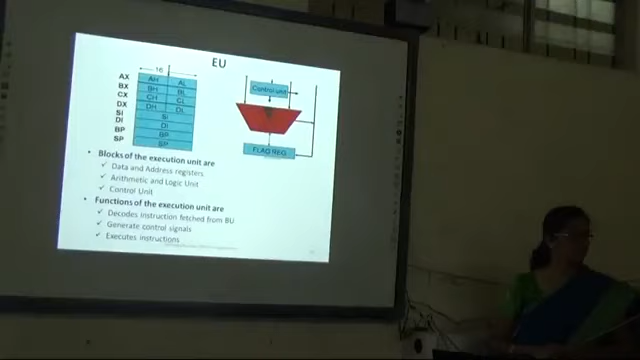 EU
16
AX AH AL
BX BH BL
CX CH CL
DX DH DL
SI SI
DI DI
BP BP
SP SP
Control unit
FLAG REG
• Blocks of the execution unit are
✓ Data and Address registers
✓ Arithmetic and Logic Unit
✓ Control Unit
• Functions of the execution unit are
✓ Decodes instruction fetched from BU
✓ Generate control signals
✓ Executes instructions